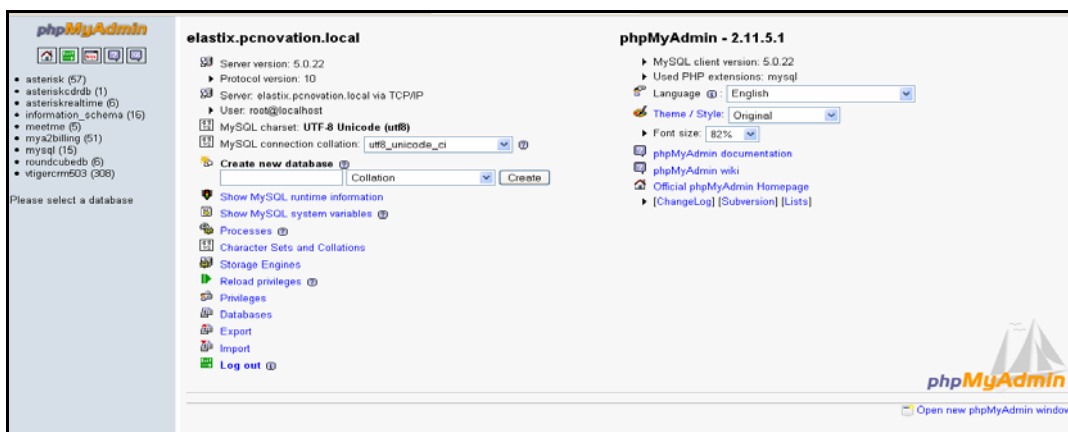 phpMyAdmin
asterisk (57)
asteriskcdrdb (1)
asteriskrealtime (6)
information_schema (16)
meetme (5)
mya2billing (51)
mysql (15)
roundcubedb (6)
vtigercrm503 (308)
Please select a database
elastix.pcnovation.local
Server version: 5.0.22
Protocol version: 10
Server: elastix.pcnovation.local via TCP/IP
User: root@localhost
MySQL charset: UTF-8 Unicode (utf8)
MySQL connection collation: utf8_unicode_ci
Create new database
Collation Create
Show MySQL runtime information
Show MySQL system variables
Processes
Character Sets and Collations
Storage Engines
Reload privileges
Privileges
Databases
Export
Import
Log out
phpMyAdmin - 2.11.5.1
MySQL client version: 5.0.22
Used PHP extensions: mysql
Language : English
Theme / Style: Original
Font size: 82%
phpMyAdmin documentation
phpMyAdmin wiki
Official phpMyAdmin Homepage
[ChangeLog] [Subversion] [Lists]
phpMyAdmin
Open new phpMyAdmin window